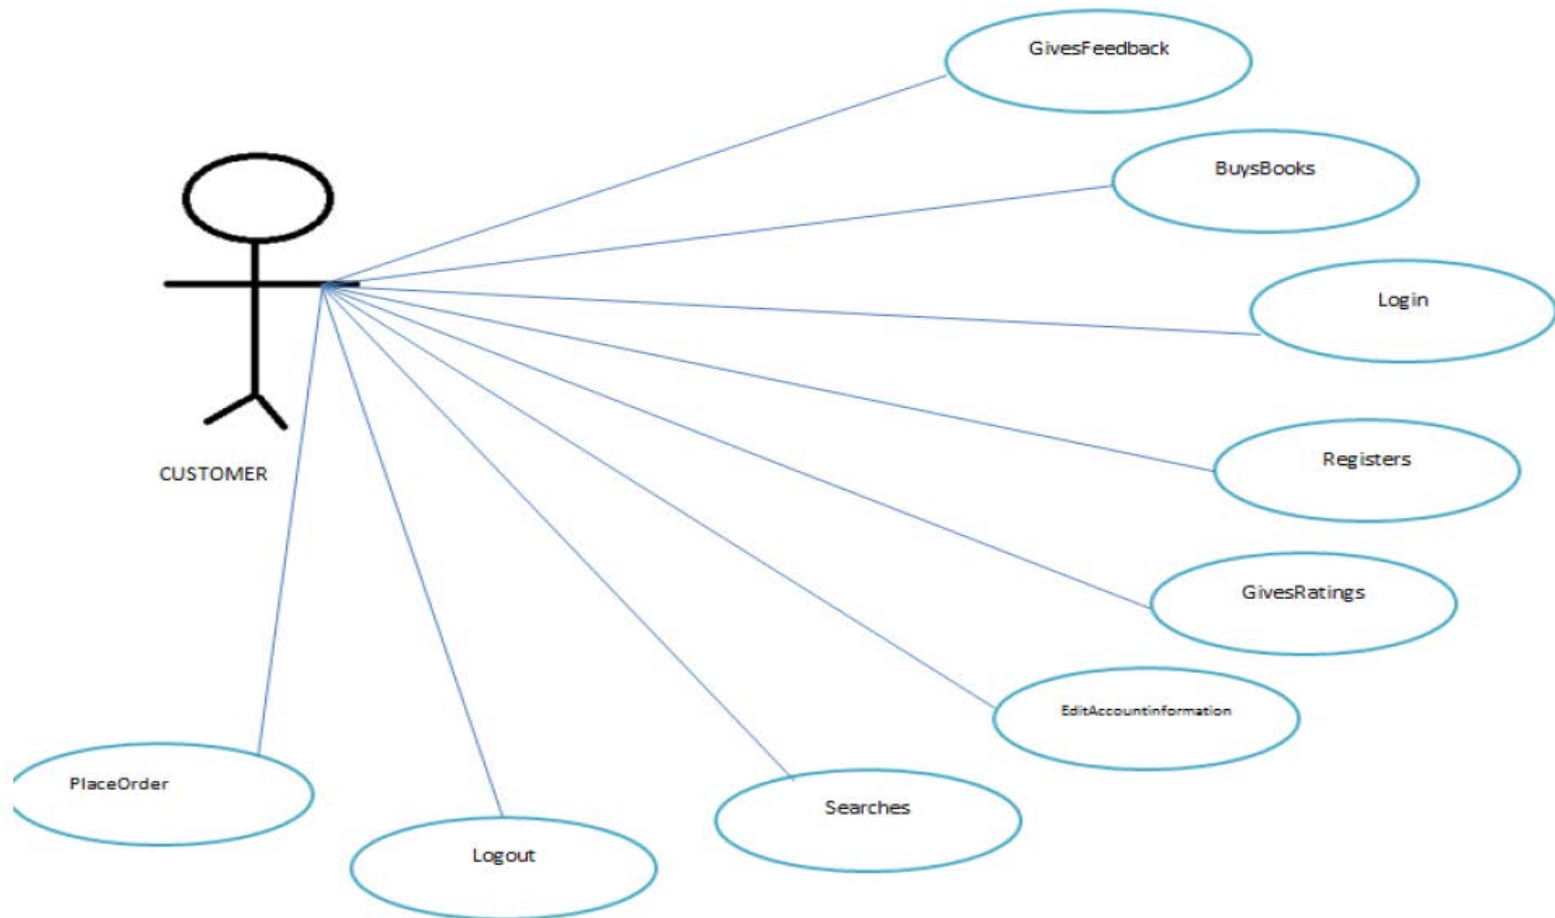 GivesFeedback
BuysBooks
Login
Registers
CUSTOMER
GivesRatings
EditAccountinformation
PlaceOrder
Searches
Logout